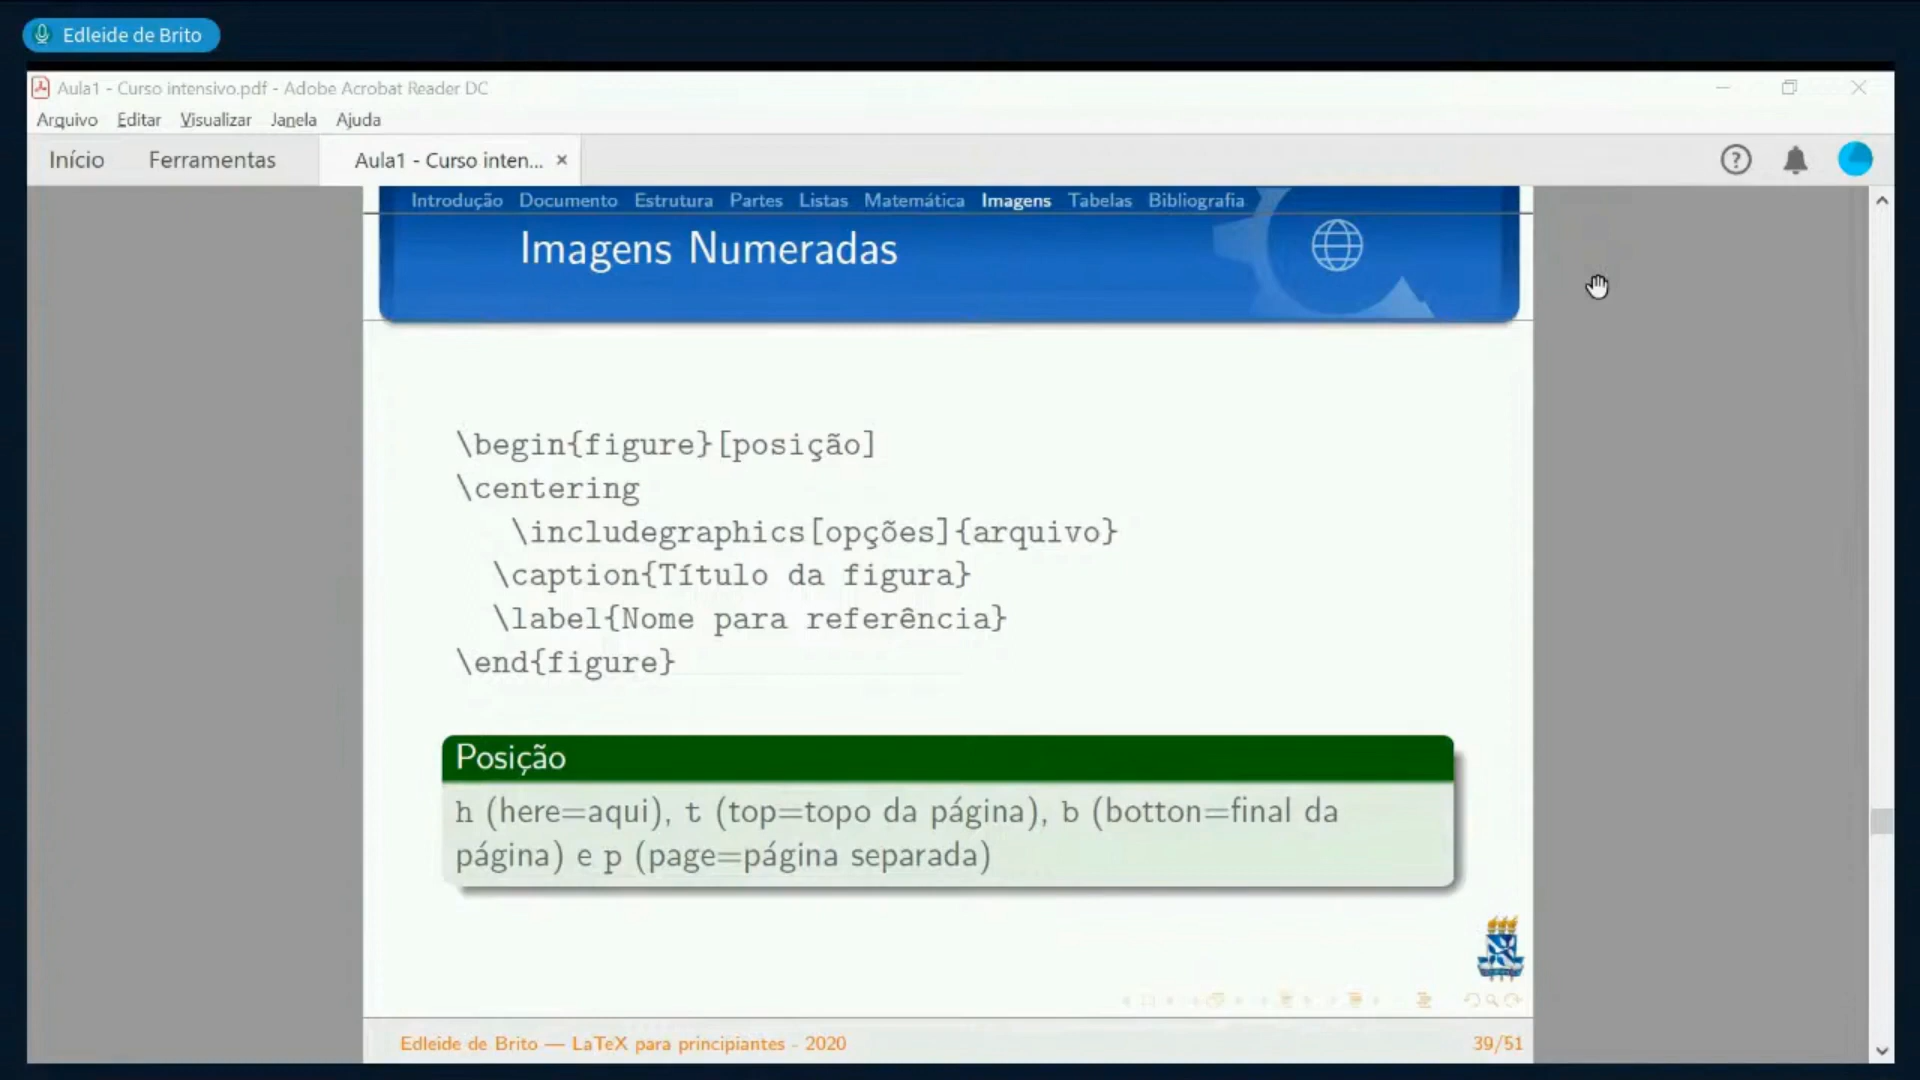 Edleide de Brito
Aula1 - Curso intensivo.pdf - Adobe Acrobat Reader DC
Arquivo Editar Visualizar Janela Ajuda
Início Ferramentas Aula1 - Curso inten... ×
Introdução Documento Estrutura Partes Listas Matemática Imagens Tabelas Bibliografia
Imagens Numeradas
\begin{figure}[posição]
\centering
\includegraphics[opções]{arquivo}
\caption{Título da figura}
\label{Nome para referência}
\end{figure}
Posição
h (here=aqui), t (top=topo da página), b (botton=final da
página) e p (page=página separada)
Edleide de Brito — LaTeX para principiantes - 2020 39/51